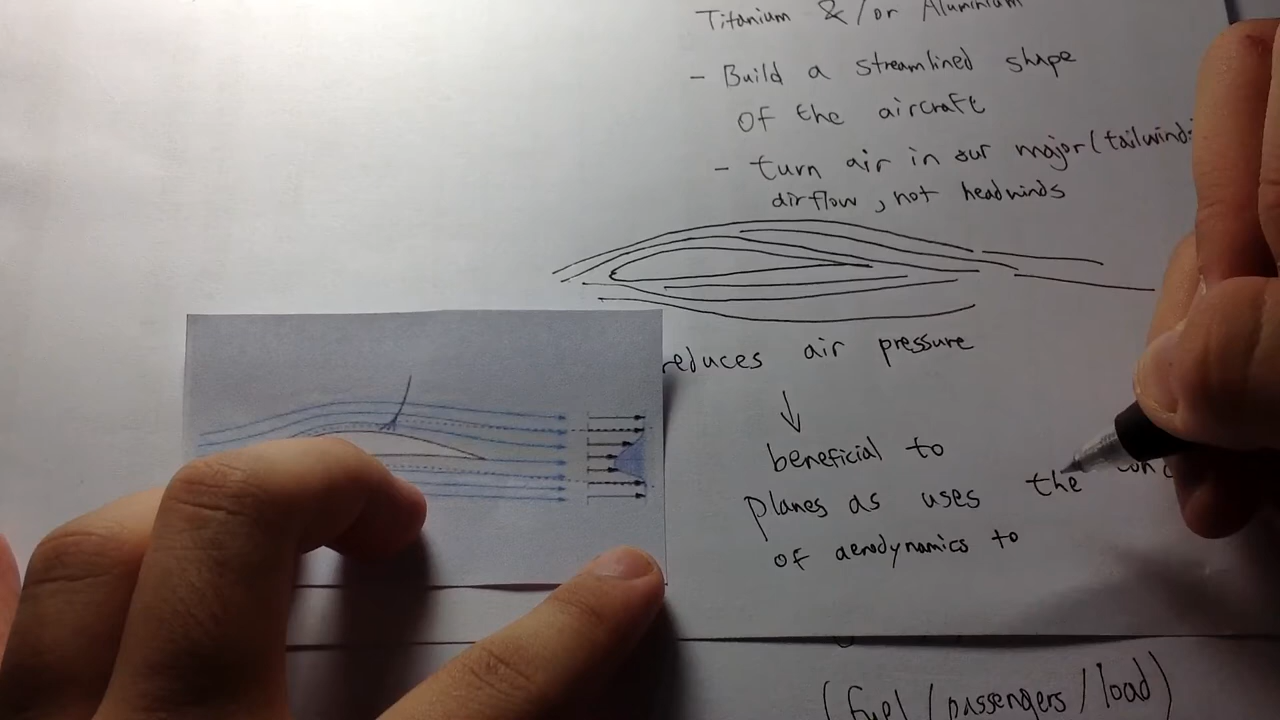 Titanium &/or Aluminium
- Build a streamlined shape
of the aircraft
- turn air in our major (tailwind
airflow, not headwinds
reduces air pressure
beneficial to
planes as uses the
of aerodynamics to
(fuel/passengers/load)